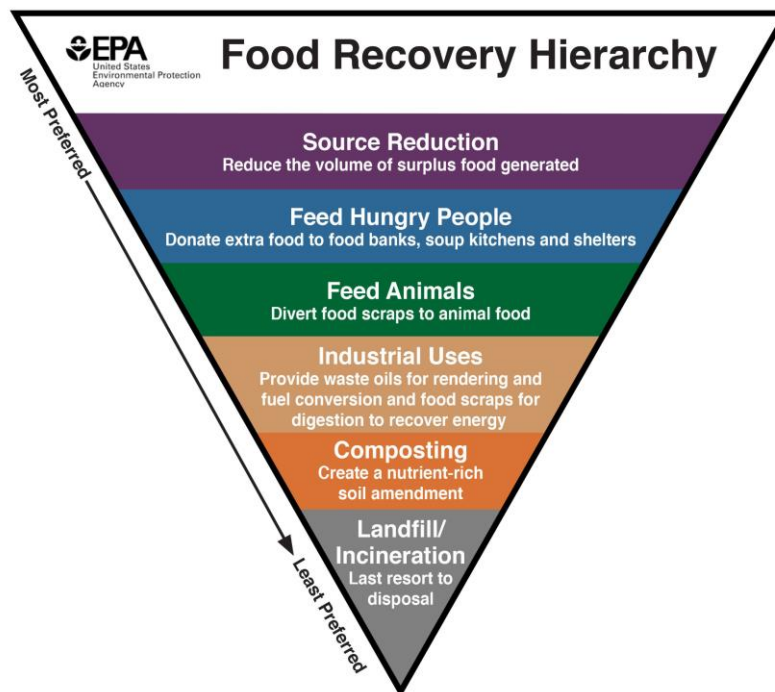 EPA
United States
Environmental Protection
Agency
Food Recovery Hierarchy
Most Preferred
Source Reduction
Reduce the volume of surplus food generated
Feed Hungry People
Donate extra food to food banks, soup kitchens and shelters
Feed Animals
Divert food scraps to animal food
Industrial Uses
Provide waste oils for rendering and
fuel conversion and food scraps for
digestion to recover energy
Composting
Create a nutrient-rich
soil amendment
Landfill/
Incineration
Last resort to
disposal
Least Preferred